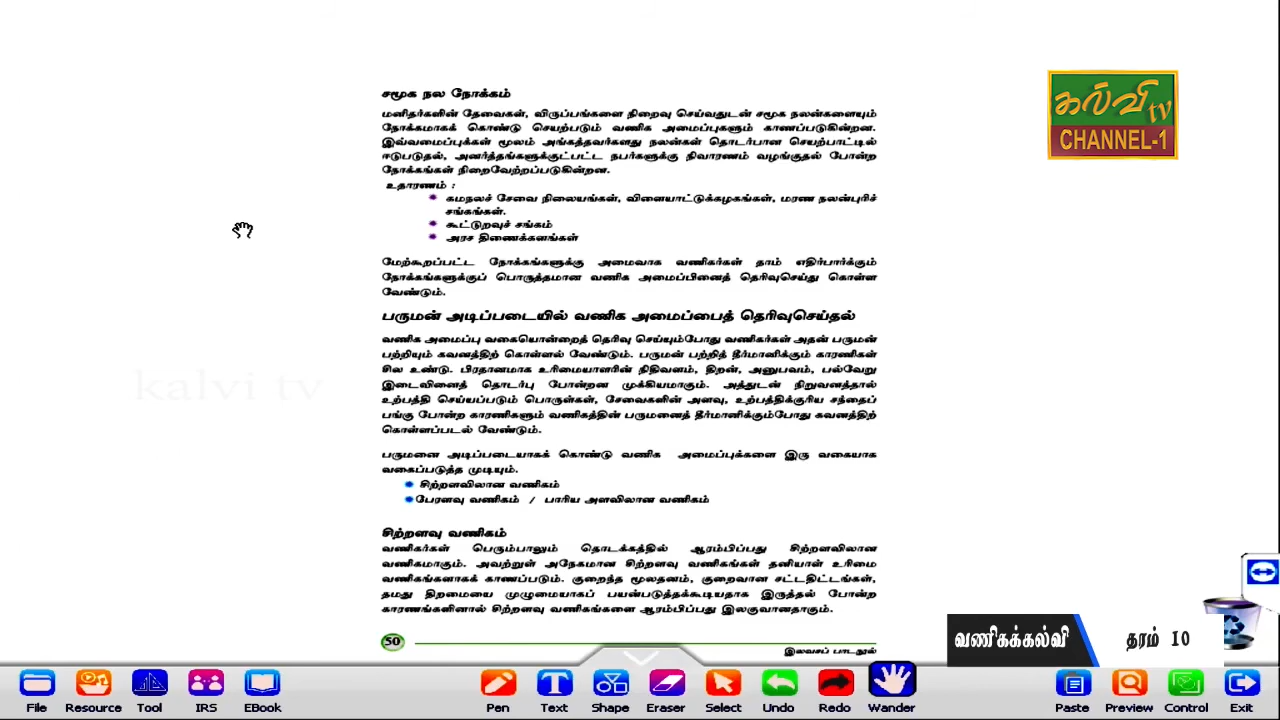 சமூக நல நோக்கம்
மனிதர்களின் தேவைகள், விருப்பங்களை நிறைவு செய்வதுடன் சமூக நலன்களையும்
நோக்கமாகக் கொண்டு செயற்படும் வணிக அமைப்புகளும் காணப்படுகின்றன.
இவ்வமைப்புக்கள் மூலம் அங்கத்தவர்களது நலன்கள் தொடர்பான செயற்பாட்டில்
ஈடுபடுதல், அனர்த்தங்களுக்குட்பட்ட நபர்களுக்கு நிவாரணம் வழங்குதல் போன்ற
நோக்கங்கள் நிறைவேற்றப்படுகின்றன.
உதாரணம் :
கமநலச் சேவை நிலையங்கள், விளையாட்டுக்கழகங்கள், மரண நலன்புரிச்
சங்கங்கள்.
கூட்டுறவுச் சங்கம்
அரச திணைக்களங்கள்
மேற்கூறப்பட்ட நோக்கங்களுக்கு அமைவாக வணிகர்கள் தாம் எதிர்பார்க்கும்
நோக்கங்களுக்குப் பொருத்தமான வணிக அமைப்பினைத் தெரிவுசெய்து கொள்ள
வேண்டும்.
பருமன் அடிப்படையில் வணிக அமைப்பைத் தெரிவுசெய்தல்
வணிக அமைப்பு வகையொன்றைத் தெரிவு செய்யும்போது வணிகர்கள் அதன் பருமன்
பற்றியும் கவனத்திற் கொள்ளல் வேண்டும். பருமன் பற்றித் தீர்மானிக்கும் காரணிகள்
சில உண்டு. பிரதானமாக உரிமையாளரின் நிதிவளம், திறன், அனுபவம், பல்வேறு
இடைவினைத் தொடர்பு போன்றன முக்கியமாகும். அத்துடன் நிறுவனத்தால்
உற்பத்தி செய்யப்படும் பொருள்கள், சேவைகளின் அளவு, உற்பத்திக்குரிய சந்தைப்
பங்கு போன்ற காரணிகளும் வணிகத்தின் பருமனைத் தீர்மானிக்கும்போது கவனத்திற்
கொள்ளப்படல் வேண்டும்.
பருமனை அடிப்படையாகக் கொண்டு வணிக அமைப்புக்களை இரு வகையாக
வகைப்படுத்த முடியும்.
சிற்றளவிலான வணிகம்
பேரளவு வணிகம் / பாரிய அளவிலான வணிகம்
சிற்றளவு வணிகம்
வணிகர்கள் பெரும்பாலும் தொடக்கத்தில் ஆரம்பிப்பது சிற்றளவிலான
வணிகமாகும். அவற்றுள் அநேகமான சிற்றளவு வணிகங்கள் தனியாள் உரிமை
வணிகங்களாகக் காணப்படும். குறைந்த மூலதனம், குறைவான சட்டதிட்டங்கள்,
தமது திறமையை முழுமையாகப் பயன்படுத்தக்கூடியதாக இருத்தல் போன்ற
காரணங்களினால் சிற்றளவு வணிகங்களை ஆரம்பிப்பது இலகுவானதாகும்.
50
இலவசப் பாடநூல்
கல்வி tv
CHANNEL-1
kalvi tv
வணிகக்கல்வி தரம் 10
File Resource Tool IRS EBook Pen Text Shape Eraser Select Undo Redo Wander Paste Preview Control Exit